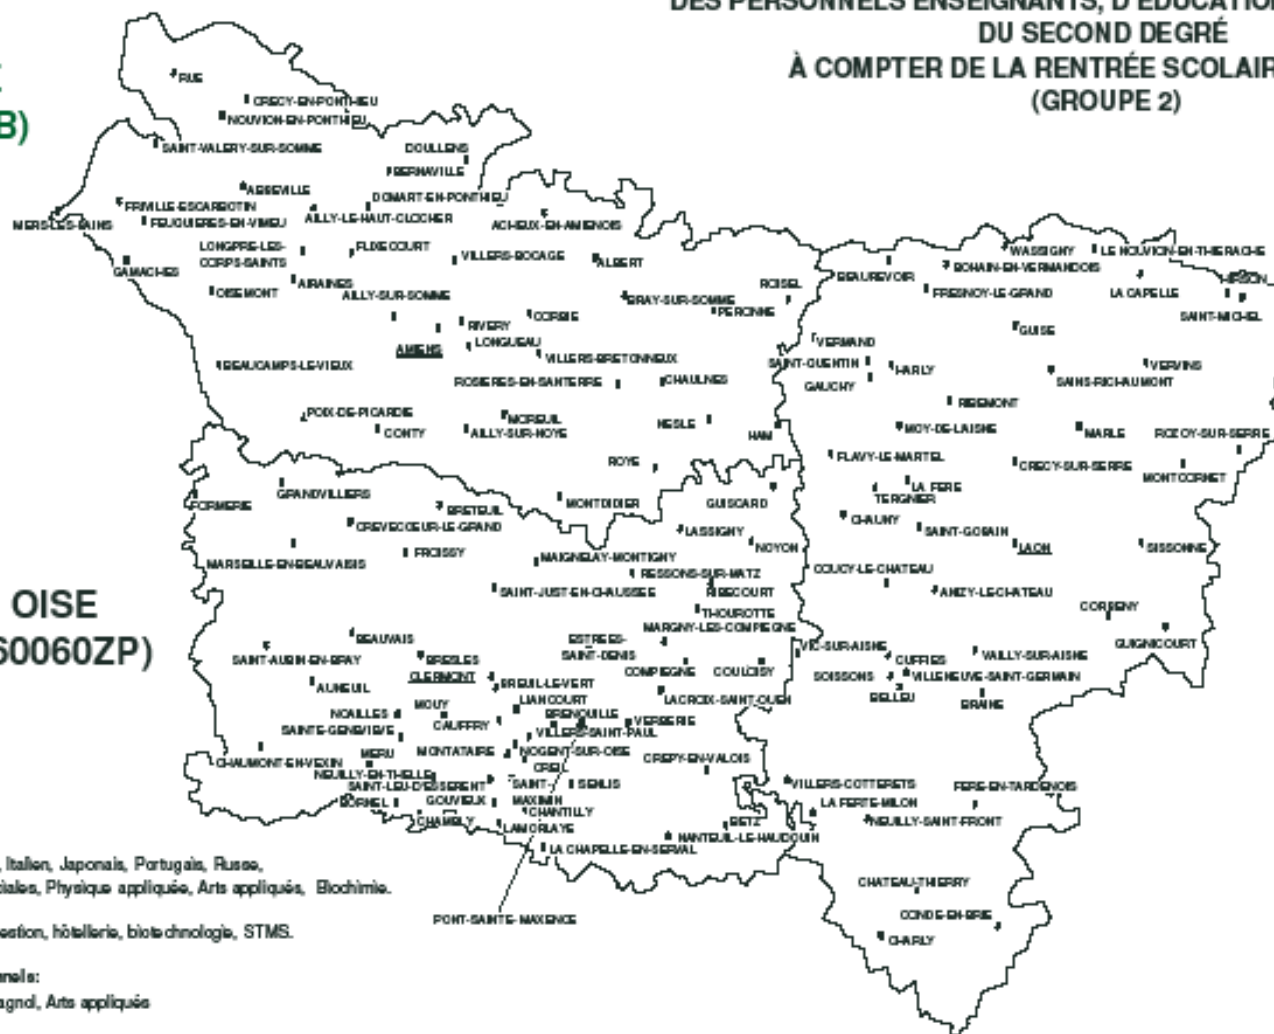 DES PERSONNELS ENSEIGNANTS, D'ÉDUCATION
DU SECOND DEGRÉ
À COMPTER DE LA RENTRÉE SCOLAIR
(GROUPE 2)
B)
RUE
CRECY-EN-PONTHIEU
NOUVION-EN-PONTHIEU
SAINT-VALERY-SUR-SOMME
DOULLENS
BERNAVILLE
ABBEVILLE
DOMART-EN-PONTHIEU
FRIVILLE-ESCARBOTIN
MERS-LES-BAINS
FEUQUIERES-EN-VIMEU
AILLY-LE-HAUT-CLOCHER
ACHEUX-EN-AMIENOIS
LONGPRE-LES-
CORPS-SAINTS
FLIXECOURT
VILLERS-BOCAGE
ALBERT
GAMACHES
AIRAINES
OISEMONT
AILLY-SUR-SOMME
BRAY-SUR-SOMME
ROISEL
PERONNE
CORBIE
RIVERY
LONGUEAU
AMIENS
VILLERS-BRETONNEUX
BEAUCAMPS-LE-VIEUX
ROSIERES-EN-SANTERRE
CHAULNES
POIX-DE-PICARDIE
MOREUIL
CONTY
AILLY-SUR-NOYE
NESLE
HAM
ROYE
MONTDIDIER
WASSIGNY
LE NOUVION-EN-THIERACHE
BEAUREVOIR
BOHAIN-EN-VERMANDOIS
FRESNOY-LE-GRAND
LA CAPELLE
HIRSON
SAINT-MICHEL
GUISE
VERMAND
SAINT-QUENTIN
HARLY
GAUCHY
VERVINS
SAINS-RICHAUMONT
RIBEMONT
MOY-DE-LAISNE
MARLE
ROZOY-SUR-SERRE
FLAVY-LE-MARTEL
CRECY-SUR-SERRE
MONTCORNET
LA FERE
TERGNIER
CHAUNY
SAINT-GOBAIN
LAON
SISSONNE
COUCY-LE-CHATEAU
ANIZY-LE-CHATEAU
CORBENY
GUIGNICOURT
VIC-SUR-AISNE
CUFFIES
VAILLY-SUR-AISNE
SOISSONS
VILLENEUVE-SAINT-GERMAIN
BELLEU
BRAINE
VILLERS-COTTERETS
FERE-EN-TARDENOIS
LA FERTE-MILON
NEUILLY-SAINT-FRONT
CHATEAU-THIERRY
CONDE-EN-BRIE
CHARLY
FORMERIE
GRANDVILLIERS
BRETEUIL
CREVECOEUR-LE-GRAND
GUISCARD
LASSIGNY
NOYON
MARSEILLE-EN-BEAUVAISIS
FROISSY
MAIGNELAY-MONTIGNY
RESSONS-SUR-MATZ
SAINT-JUST-EN-CHAUSSEE
RIBECOURT
THOUROTTE
MARGNY-LES-COMPIEGNE
OISE
60060ZP)
BEAUVAIS
SAINT-AUBIN-EN-BRAY
BRESLES
CLERMONT
ESTREES-
SAINT-DENIS
COMPIEGNE
COULOISY
AUNEUIL
BREUIL-LE-VERT
LIANCOURT
LACROIX-SAINT-OUEN
NOAILLES
MOUY
CAUFFRY
BRENOUILLE
VERBERIE
SAINTE-GENEVIEVE
VILLERS-SAINT-PAUL
MERU
MONTATAIRE
NOGENT-SUR-OISE
CREPY-EN-VALOIS
CHAUMONT-EN-VEXIN
CREIL
NEUILLY-EN-THELLE
SAINT-LEU-D'ESSERENT
SAINT-
MAXIMIN
SENLIS
BORNEL
GOUVIEUX
CHANTILLY
CHAMBLY
LAMORLAYE
BETZ
NANTEUIL-LE-HAUDOUIN
LA CHAPELLE-EN-SERVAL
PONT-SAINTE-MAXENCE
, Italien, Japonais, Portugais, Russe,
ciales, Physique appliquée, Arts appliqués, Biochimie.
estion, hôtellerie, biotechnologie, STMS.
nnels:
agnol, Arts appliqués